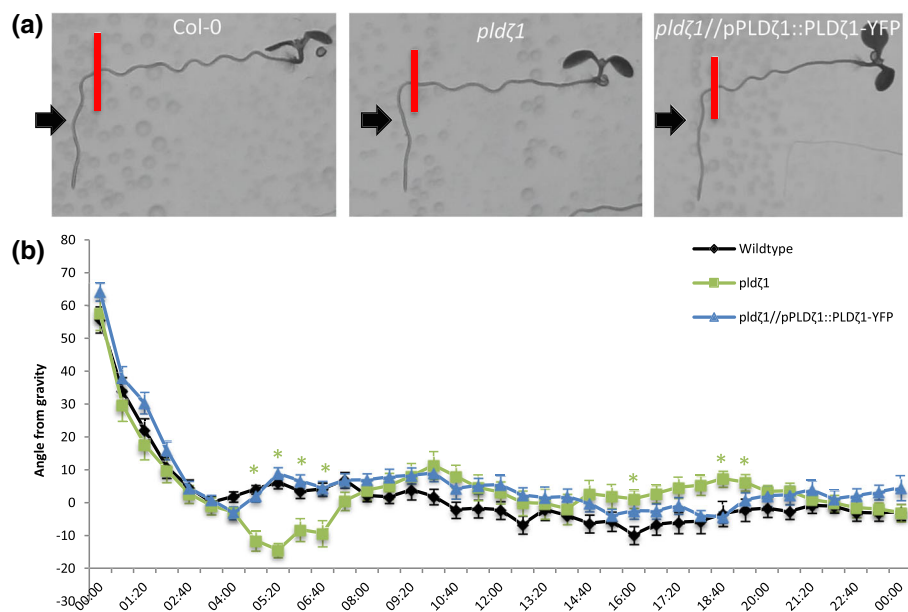 (a)
Col-0
pldζ1
pldζ1//pPLDζ1::PLDζ1-YFP
(b)
Angle from gravity
80
70
60
50
40
30
20
10
0
-10
-20
-30
Wildtype
pldζ1
pldζ1//pPLDζ1::PLDζ1-YFP
* * * * * * *
00:00 01:20 02:40 04:00 05:20 06:40 08:00 09:20 10:40 12:00 13:20 14:40 16:00 17:20 18:40 20:00 21:20 22:40 00:00